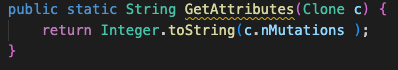 public static String GetAttributes(Clone c) {
    return Integer.toString(c.nMutations );
}